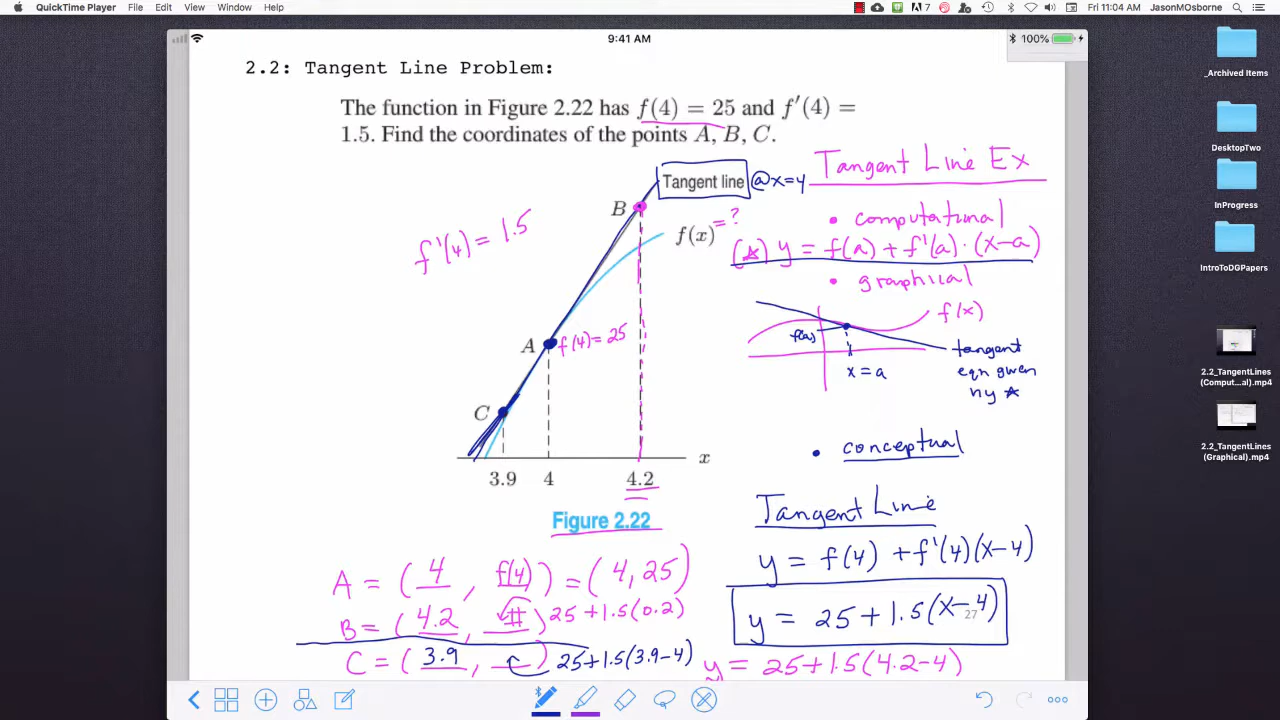 QuickTime Player File Edit View Window Help 7 Fri 11:04 AM JasonMOsborne
9:41 AM 100%
2.2: Tangent Line Problem:
The function in Figure 2.22 has f(4) = 25 and f′(4) =
1.5. Find the coordinates of the points A, B, C.
Tangent line @x=4
Tangent Line Ex
B
f(x) = ?
f'(4) = 1.5
• computational
(*) y = f(a) + f'(a)·(x-a)
• graphical
f(x)
f(a)
x = a
tangent
eqn given
by *
A f(4) = 25
C
3.9 4 4.2 x
Figure 2.22
• conceptual
Tangent Line
y = f(4) + f'(4)(x-4)
y = 25 + 1.5(x-4)
27
A = (4, f(4)) = (4, 25)
B = (4.2, #) 25 + 1.5(0.2)
C = (3.9, ) 25+1.5(3.9-4)
y = 25+1.5(4.2-4)
_Archived Items
DesktopTwo
InProgress
IntroToDGPapers
2.2_TangentLines
(Comput...al).mp4
2.2_TangentLines
(Graphical).mp4